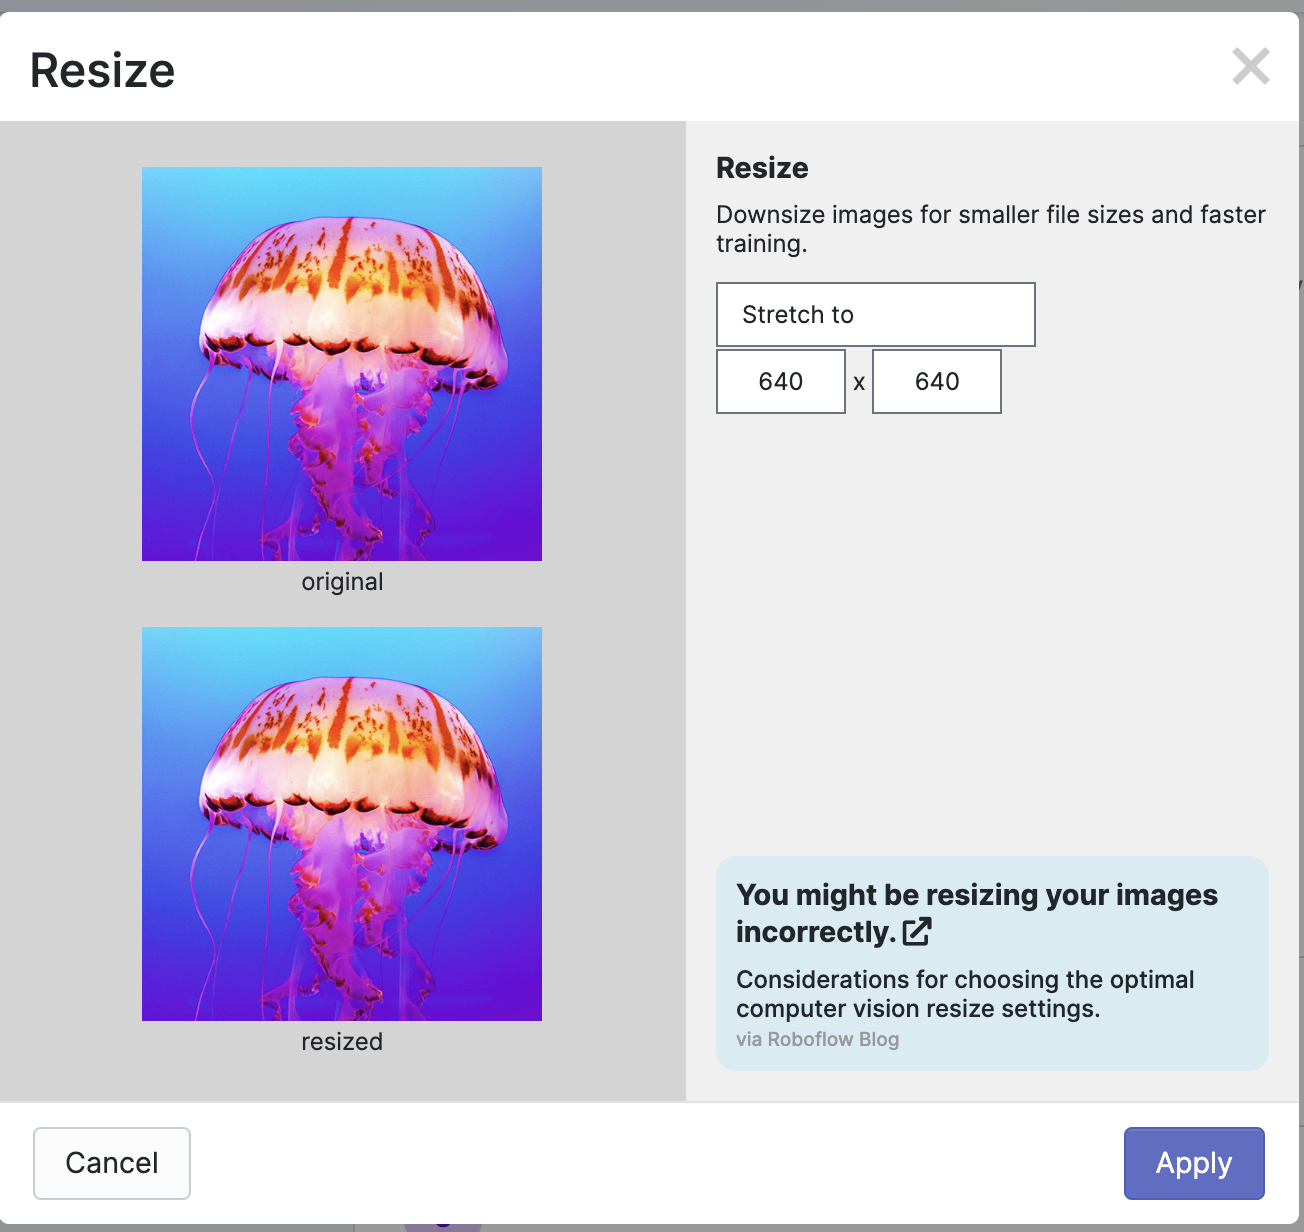 Resize
Resize
Downsize images for smaller file sizes and faster
training.
Stretch to
640 x 640
original
resized
You might be resizing your images
incorrectly.
Considerations for choosing the optimal
computer vision resize settings.
via Roboflow Blog
Cancel
Apply